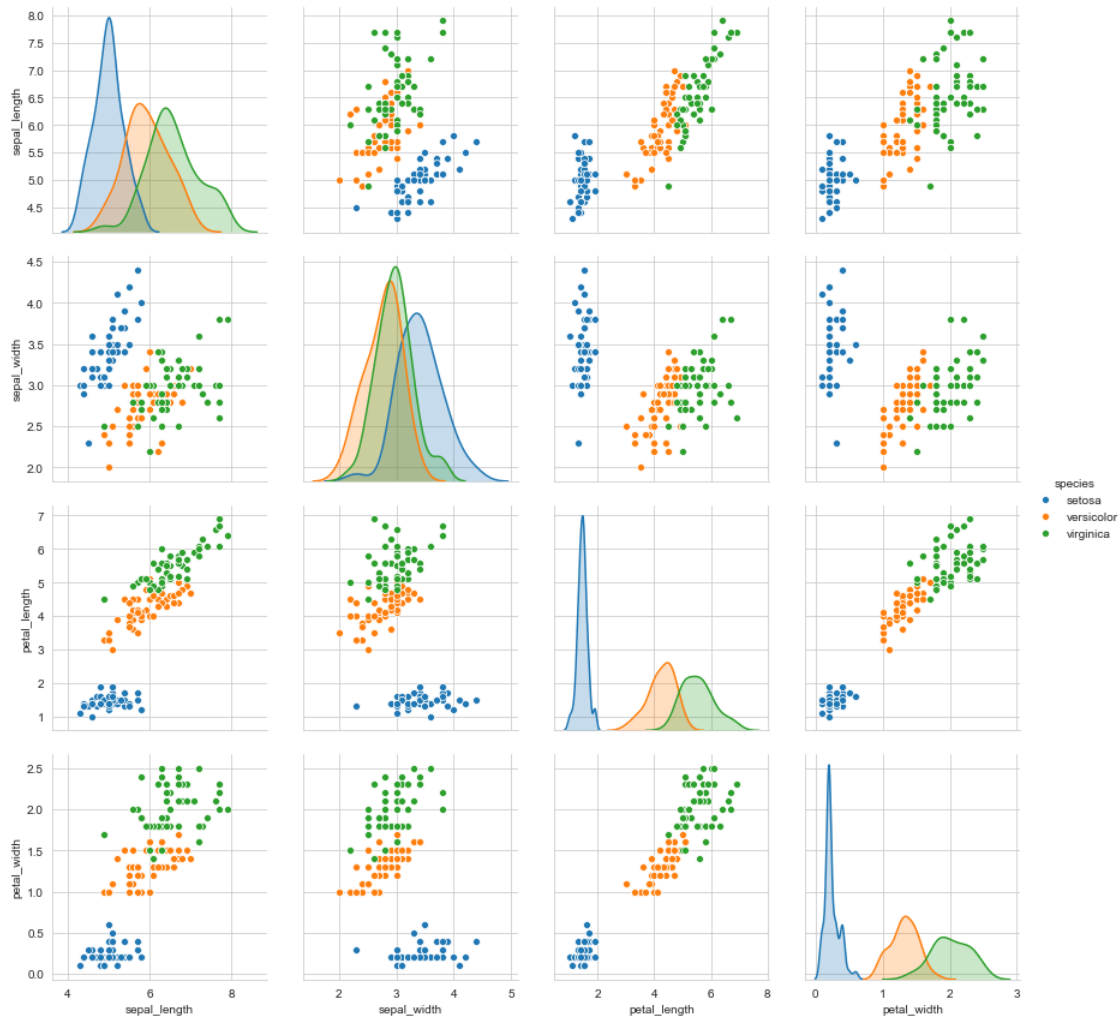 sepal_length
8.0
7.5
7.0
6.5
6.0
5.5
5.0
4.5
sepal_width
4.5
4.0
3.5
3.0
2.5
2.0
species
setosa
versicolor
virginica
petal_length
7
6
5
4
3
2
1
petal_width
2.5
2.0
1.5
1.0
0.5
0.0
4 6 8
2 3 4 5
2 4 6 8
0 1 2 3
sepal_length sepal_width petal_length petal_width